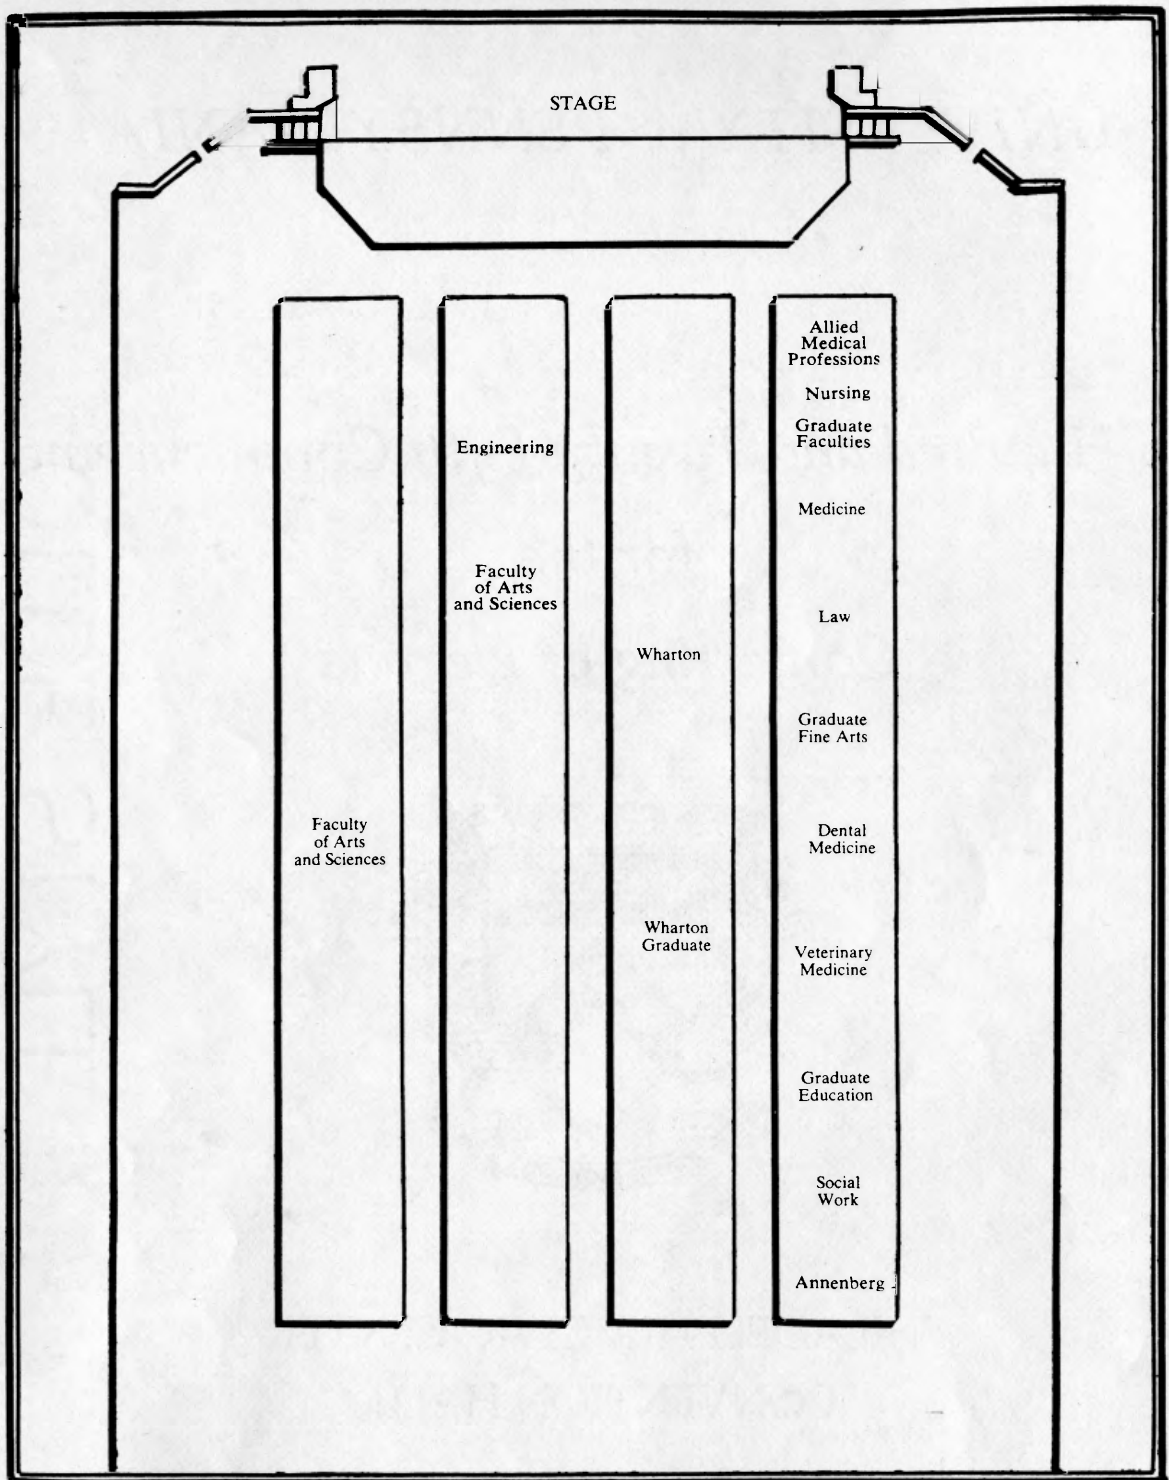 STAGE
Faculty
of Arts
and Sciences
Engineering
Faculty
of Arts
and Sciences
Wharton
Wharton
Graduate
Allied
Medical
Professions
Nursing
Graduate
Faculties
Medicine
Law
Graduate
Fine Arts
Dental
Medicine
Veterinary
Medicine
Graduate
Education
Social
Work
Annenberg